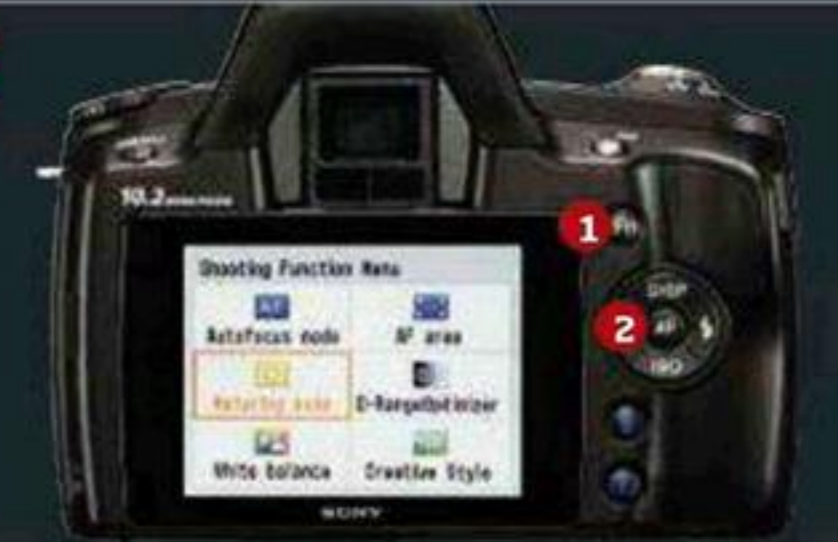 10.2
1
Fn
Shooting Function Menu
Autofocus mode
AF area
Metering mode
D-RangeOptimizer
White balance
Creative Style
DISP
2
AF
ISO
SONY